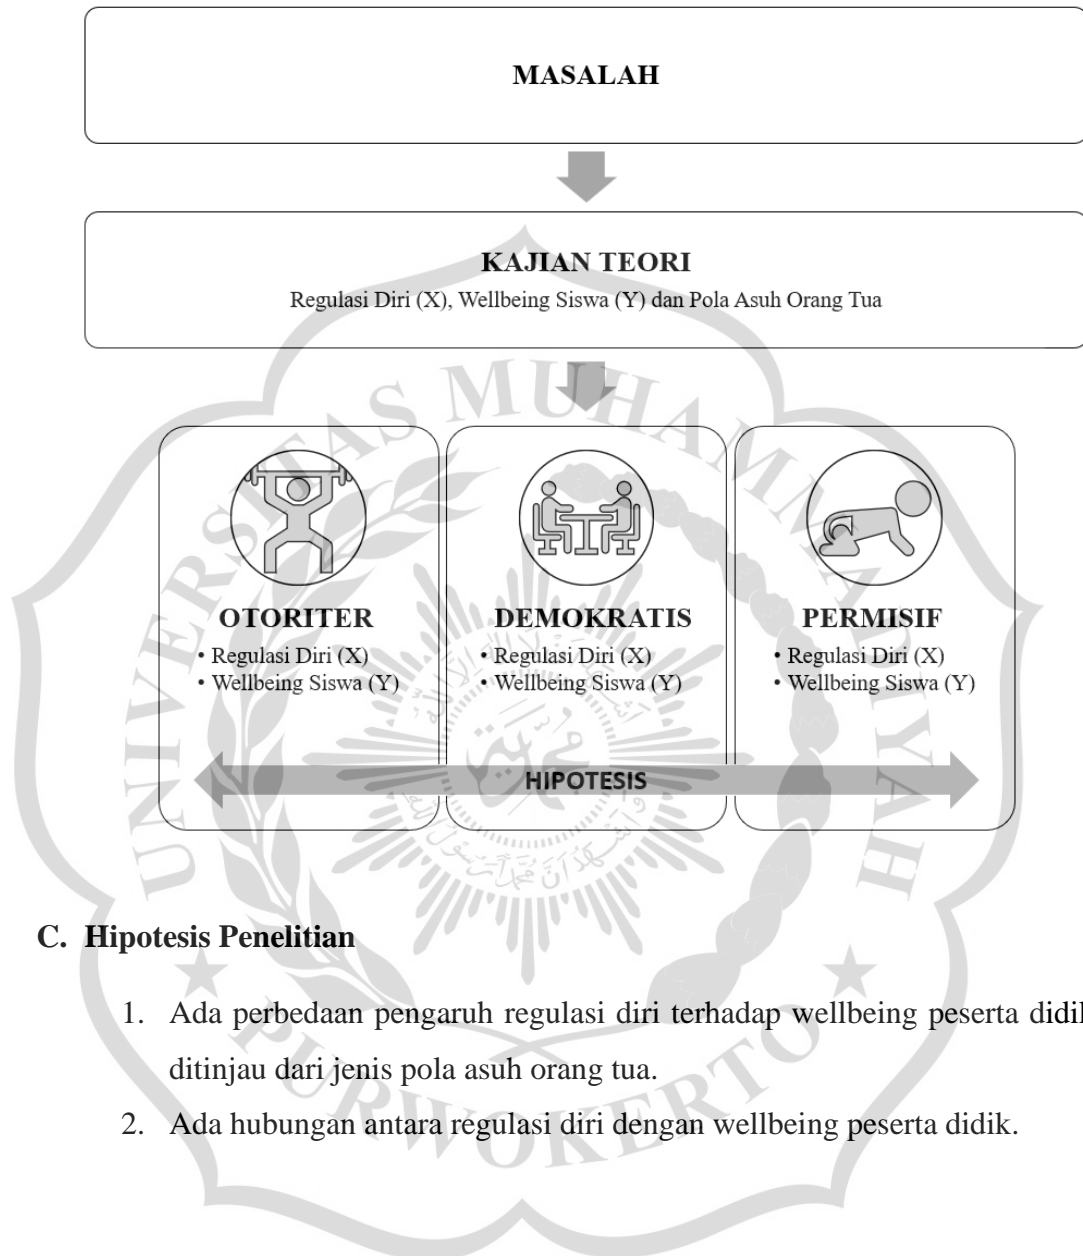 MASALAH
KAJIAN TEORI
Regulasi Diri (X), Wellbeing Siswa (Y) dan Pola Asuh Orang Tua
OTORITER
• Regulasi Diri (X)
• Wellbeing Siswa (Y)
DEMOKRATIS
• Regulasi Diri (X)
• Wellbeing Siswa (Y)
PERMISIF
• Regulasi Diri (X)
• Wellbeing Siswa (Y)
HIPOTESIS
C. Hipotesis Penelitian
1. Ada perbedaan pengaruh regulasi diri terhadap wellbeing peserta didik
ditinjau dari jenis pola asuh orang tua.
2. Ada hubungan antara regulasi diri dengan wellbeing peserta didik.
UNIVERSITAS MUHAMMADIYAH
PURWOKERTO